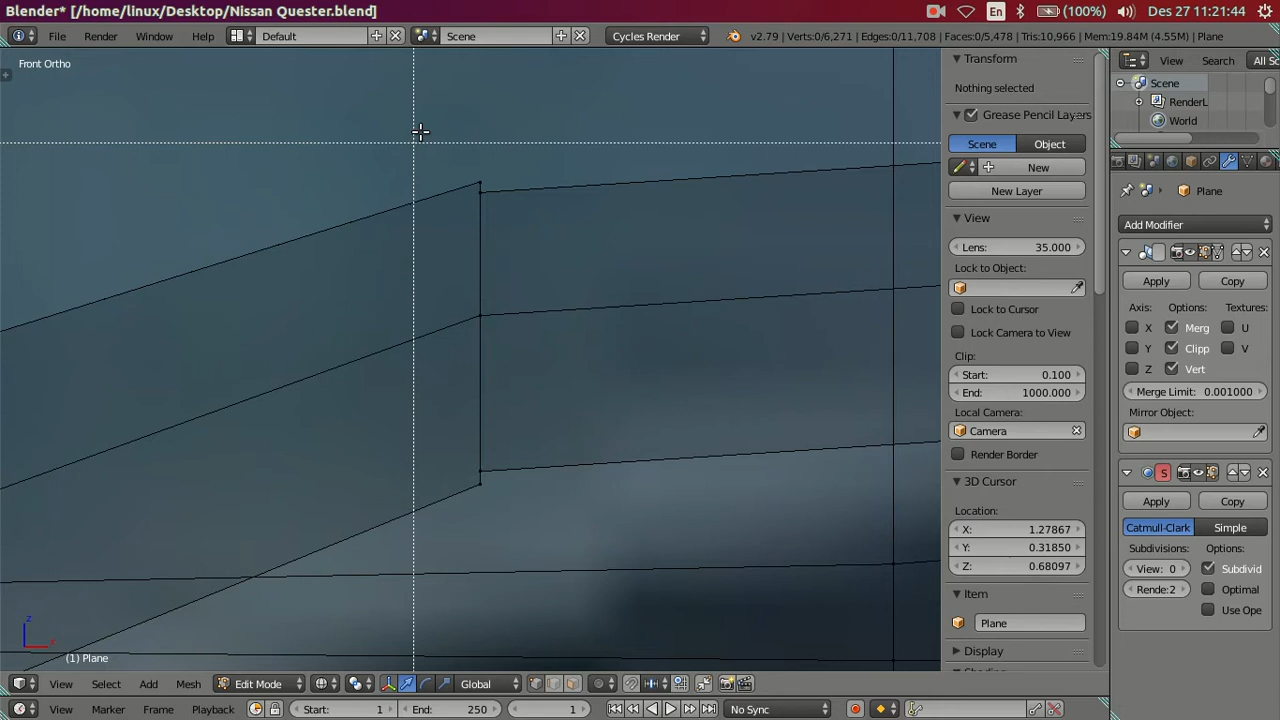 Blender* [/home/linux/Desktop/Nissan Quester.blend]
En (100%) Des 27 11:21:44
File Render Window Help Default Scene Cycles Render v2.79 | Verts:0/6,271 | Edges:0/11,708 | Faces:0/5,478 | Tris:10,966 | Mem:19.84M (4.55M) | Plane
View Search All Sc
Front Ortho
Transform
Nothing selected
Grease Pencil Layers
Scene Object
New
New Layer
View
Lens: 35.000
Lock to Object:
Lock to Cursor
Lock Camera to View
Clip:
Start: 0.100
End: 1000.000
Local Camera:
Camera
Render Border
3D Cursor
Location:
X: 1.27867
Y: 0.31850
Z: 0.68097
Item
Plane
Display
Scene
RenderL
World
Plane
Add Modifier
Apply Copy
Axis: Options: Textures:
X Merg U
Y Clipp V
Z Vert
Merge Limit: 0.001000
Mirror Object:
S
Apply Copy
Catmull-Clark Simple
Subdivisions: Options:
View: 0 Subdivid
Rende:2 Optimal
Use Ope
z
x
(1) Plane
View Select Add Mesh Edit Mode Global
View Marker Frame Playback Start: 1 End: 250 1 No Sync